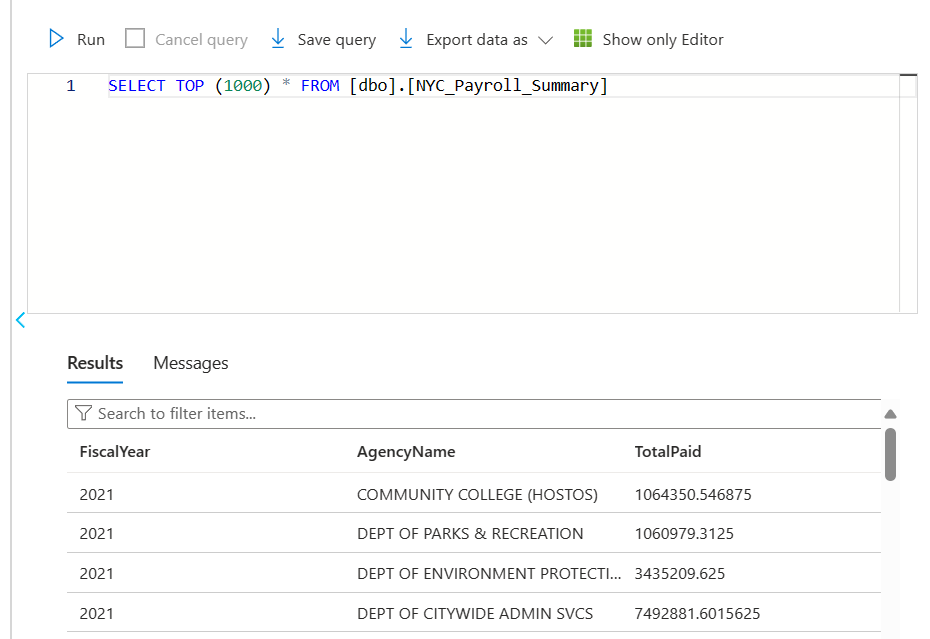 Run Cancel query Save query Export data as Show only Editor
1 SELECT TOP (1000) * FROM [dbo].[NYC_Payroll_Summary]
Results Messages
Search to filter items...
FiscalYear AgencyName TotalPaid
2021 COMMUNITY COLLEGE (HOSTOS) 1064350.546875
2021 DEPT OF PARKS & RECREATION 1060979.3125
2021 DEPT OF ENVIRONMENT PROTECTI... 3435209.625
2021 DEPT OF CITYWIDE ADMIN SVCS 7492881.6015625